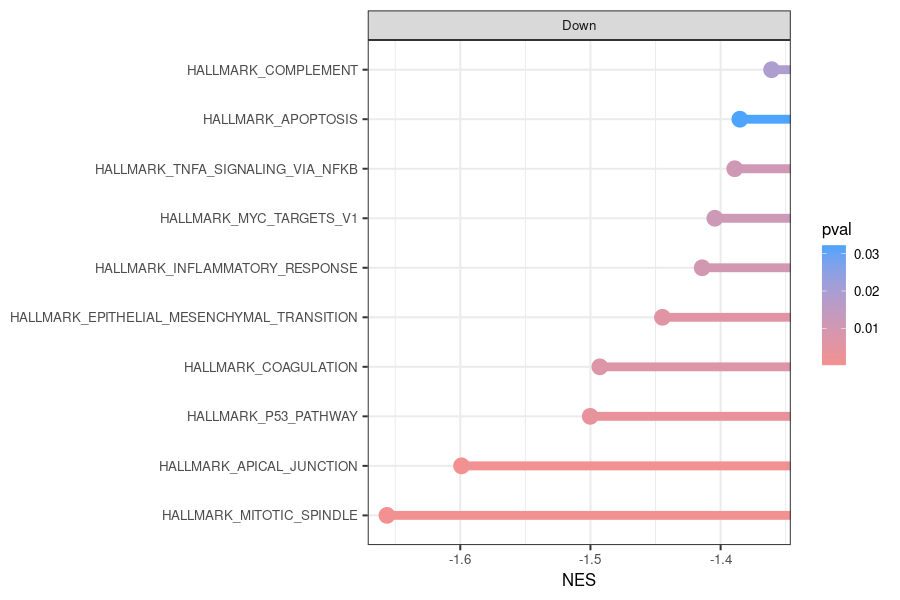 Down
HALLMARK_COMPLEMENT
HALLMARK_APOPTOSIS
HALLMARK_TNFA_SIGNALING_VIA_NFKB
HALLMARK_MYC_TARGETS_V1
HALLMARK_INFLAMMATORY_RESPONSE
HALLMARK_EPITHELIAL_MESENCHYMAL_TRANSITION
HALLMARK_COAGULATION
HALLMARK_P53_PATHWAY
HALLMARK_APICAL_JUNCTION
HALLMARK_MITOTIC_SPINDLE
-1.6 -1.5 -1.4
NES
pval
0.03
0.02
0.01